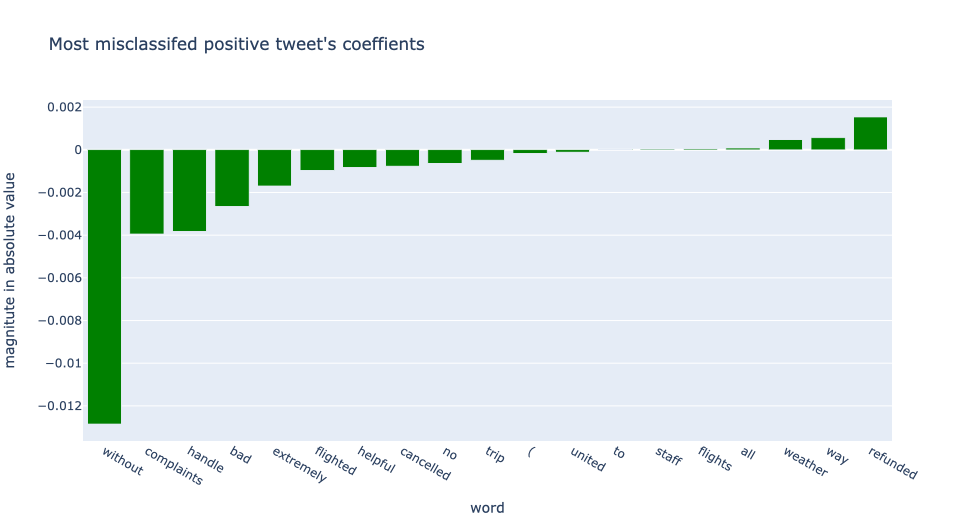 Most misclassifed positive tweet's coeffients
magnitute in absolute value
0.002
0
−0.002
−0.004
−0.006
−0.008
−0.01
−0.012
without
complaints
handle
bad
extremely
flighted
helpful
cancelled
no
trip
(
united
to
staff
flights
all
weather
way
refunded
word